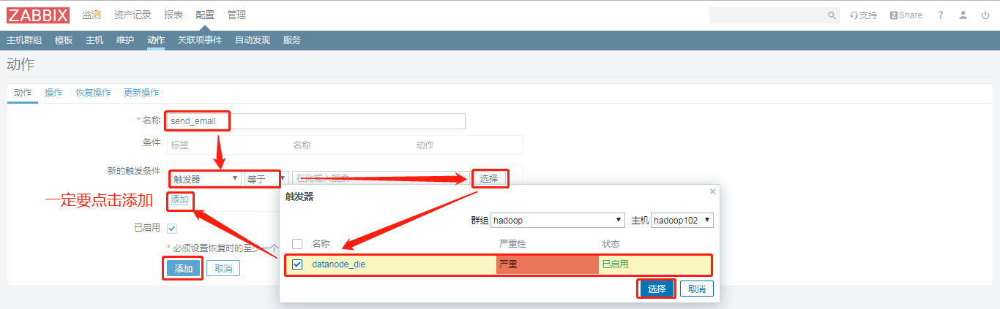 ZABBIX 监测 资产记录 报表 配置 管理 支持 Z Share ?
主机群组 模板 主机 维护 动作 关联项事件 自动发现 服务
动作
动作 操作 恢复操作 更新操作
* 名称 send_email
条件 标签 名称 动作
新的触发条件 触发器 等于 在此输入搜索 选择
添加
一定要点击添加
已启用
* 必须设置恢复时的至少一个
添加 取消
触发器
群组 hadoop 主机 hadoop102
名称 严重性 状态
datanode_die 严重 已启用
选择 取消